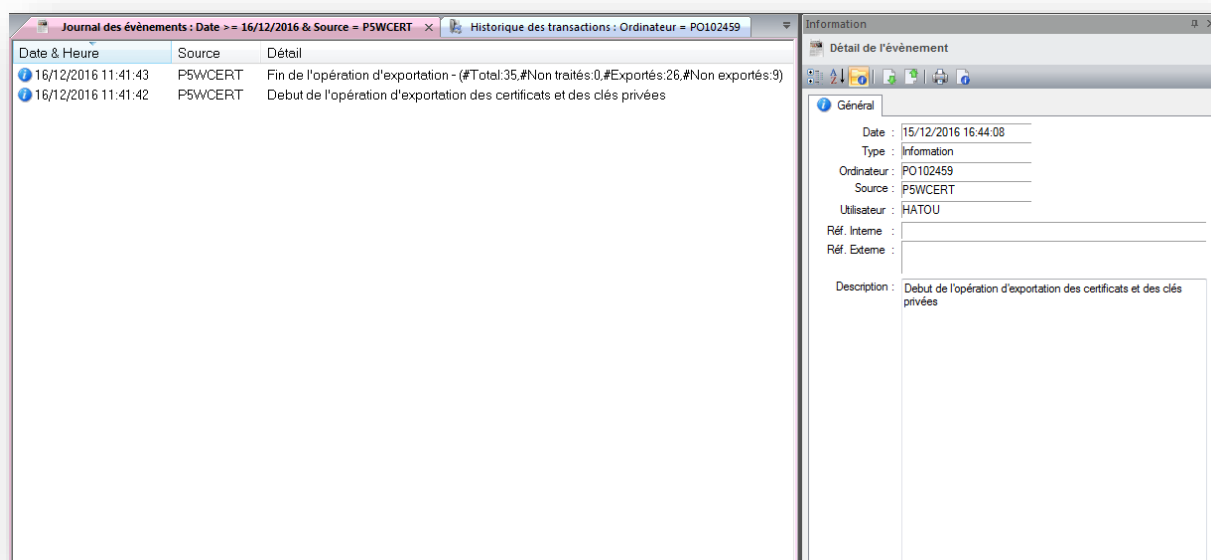 Journal des évènements : Date >= 16/12/2016 & Source = P5WCERT
Historique des transactions : Ordinateur = PO102459
Date & Heure Source Détail
16/12/2016 11:41:43 P5WCERT Fin de l'opération d'exportation - (#Total:35,#Non traités:0,#Exportés:26,#Non exportés:9)
16/12/2016 11:41:42 P5WCERT Debut de l'opération d'exportation des certificats et des clés privées
Information
Détail de l'évènement
Général
Date : 15/12/2016 16:44:08
Type : Information
Ordinateur : PO102459
Source : P5WCERT
Utilisateur : HATOU
Réf. Interne :
Réf. Externe :
Description : Debut de l'opération d'exportation des certificats et des clés
privées